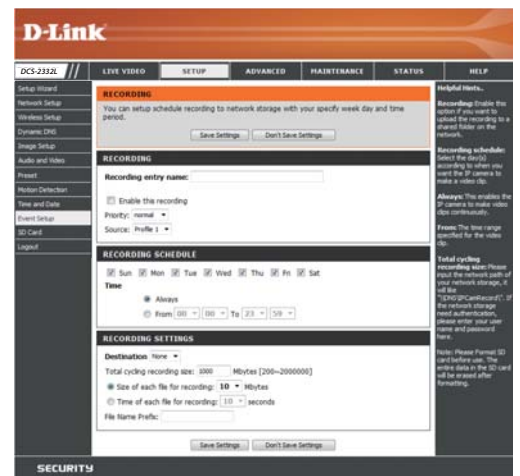 D-Link
DCS-2332L
LIVE VIDEO
SETUP
ADVANCED
MAINTENANCE
STATUS
HELP
Setup Wizard
Network Setup
Wireless Setup
Dynamic DNS
Image Setup
Audio and Video
Preset
Motion Detection
Time and Date
Event Setup
SD Card
Logout
RECORDING
You can setup schedule recording to network storage with your specify week day and time
period.
Save Settings Don't Save Settings
RECORDING
Recording entry name:
Enable this recording
Priority: normal
Source: Profile 1
RECORDING SCHEDULE
Sun Mon Tue Wed Thu Fri Sat
Time
Always
From 00 00 To 23 59
RECORDING SETTINGS
Destination None
Total cycling recording size: 1000 Mbytes [200~2000000]
Size of each file for recording: 10 Mbytes
Time of each file for recording: 10 seconds
File Name Prefix:
Save Settings Don't Save Settings
Helpful Hints..
Recording: Enable this
option if you want to
upload the recording to a
shared folder on the
network.
Recording schedule:
Select the day(s)
according to when you
want the IP camera to
make a video clip.
Always: This enables the
IP camera to make video
clips continuously.
From: The time range
specified for the video
clip.
Total cycling
recording size: Please
input the network path of
your network storage, it
will like
IF
the network storage
need authentication,
please enter your user
name and password
here.
Note: Please Format SD
card before use. The
entire data in the SD card
will be erased after
formatting.
SECURITY